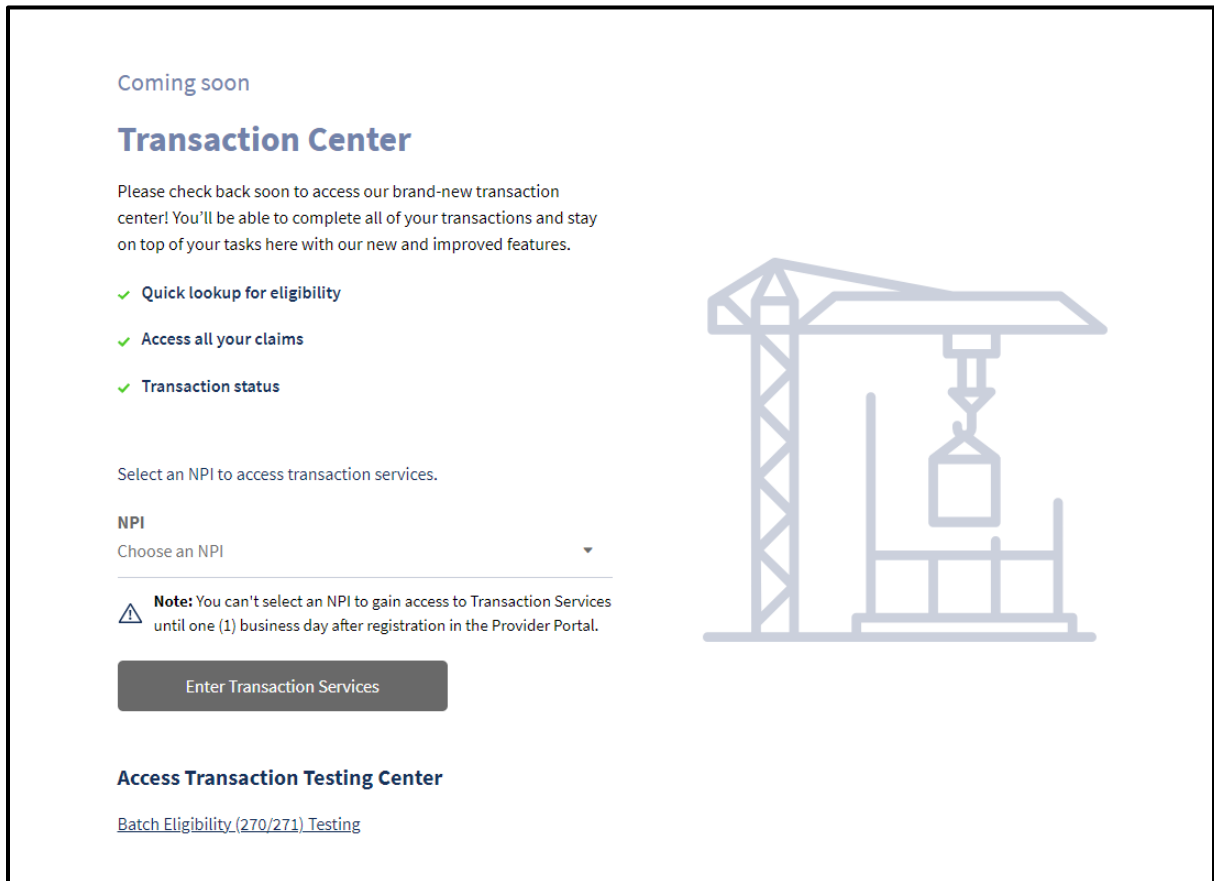 Coming soon
Transaction Center
Please check back soon to access our brand-new transaction
center! You’ll be able to complete all of your transactions and stay
on top of your tasks here with our new and improved features.
Quick lookup for eligibility
Access all your claims
Transaction status
Select an NPI to access transaction services.
NPI
Choose an NPI
Note: You can't select an NPI to gain access to Transaction Services
until one (1) business day after registration in the Provider Portal.
Enter Transaction Services
Access Transaction Testing Center
Batch Eligibility (270/271) Testing